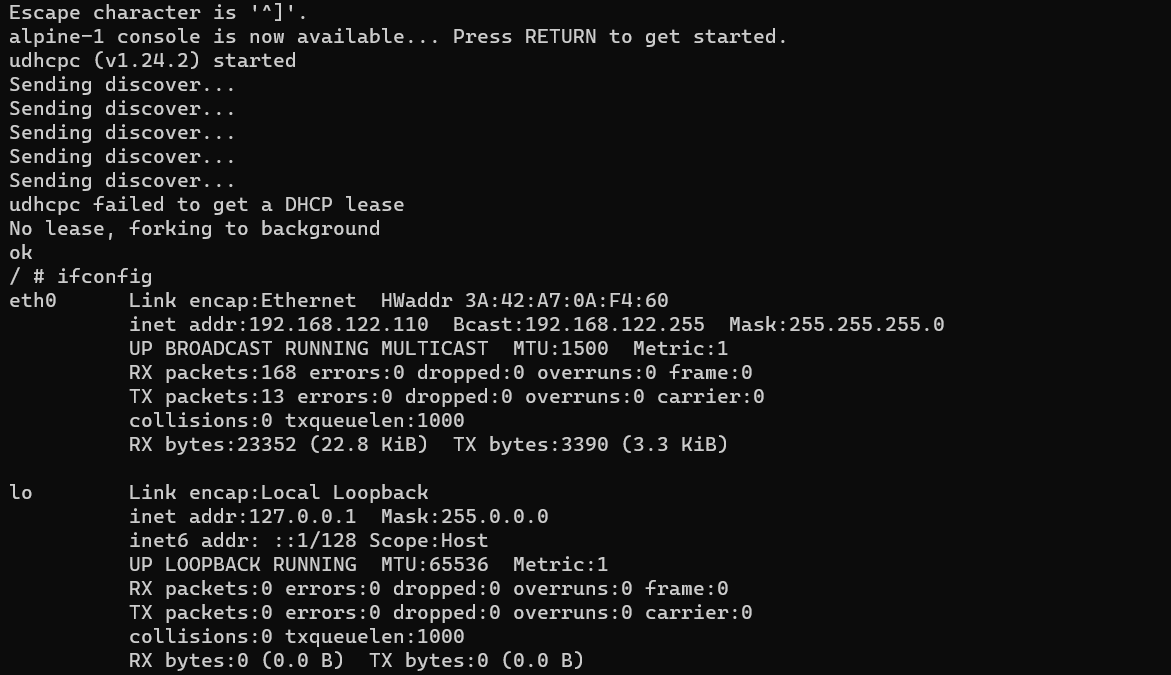 Escape character is '^]'.
alpine-1 console is now available... Press RETURN to get started.
udhcpc (v1.24.2) started
Sending discover...
Sending discover...
Sending discover...
Sending discover...
Sending discover...
udhcpc failed to get a DHCP lease
No lease, forking to background
ok
/ # ifconfig
eth0      Link encap:Ethernet  HWaddr 3A:42:A7:0A:F4:60
          inet addr:192.168.122.110  Bcast:192.168.122.255  Mask:255.255.255.0
          UP BROADCAST RUNNING MULTICAST  MTU:1500  Metric:1
          RX packets:168 errors:0 dropped:0 overruns:0 frame:0
          TX packets:13 errors:0 dropped:0 overruns:0 carrier:0
          collisions:0 txqueuelen:1000
          RX bytes:23352 (22.8 KiB)  TX bytes:3390 (3.3 KiB)

lo        Link encap:Local Loopback
          inet addr:127.0.0.1  Mask:255.0.0.0
          inet6 addr: ::1/128 Scope:Host
          UP LOOPBACK RUNNING  MTU:65536  Metric:1
          RX packets:0 errors:0 dropped:0 overruns:0 frame:0
          TX packets:0 errors:0 dropped:0 overruns:0 carrier:0
          collisions:0 txqueuelen:1000
          RX bytes:0 (0.0 B)  TX bytes:0 (0.0 B)